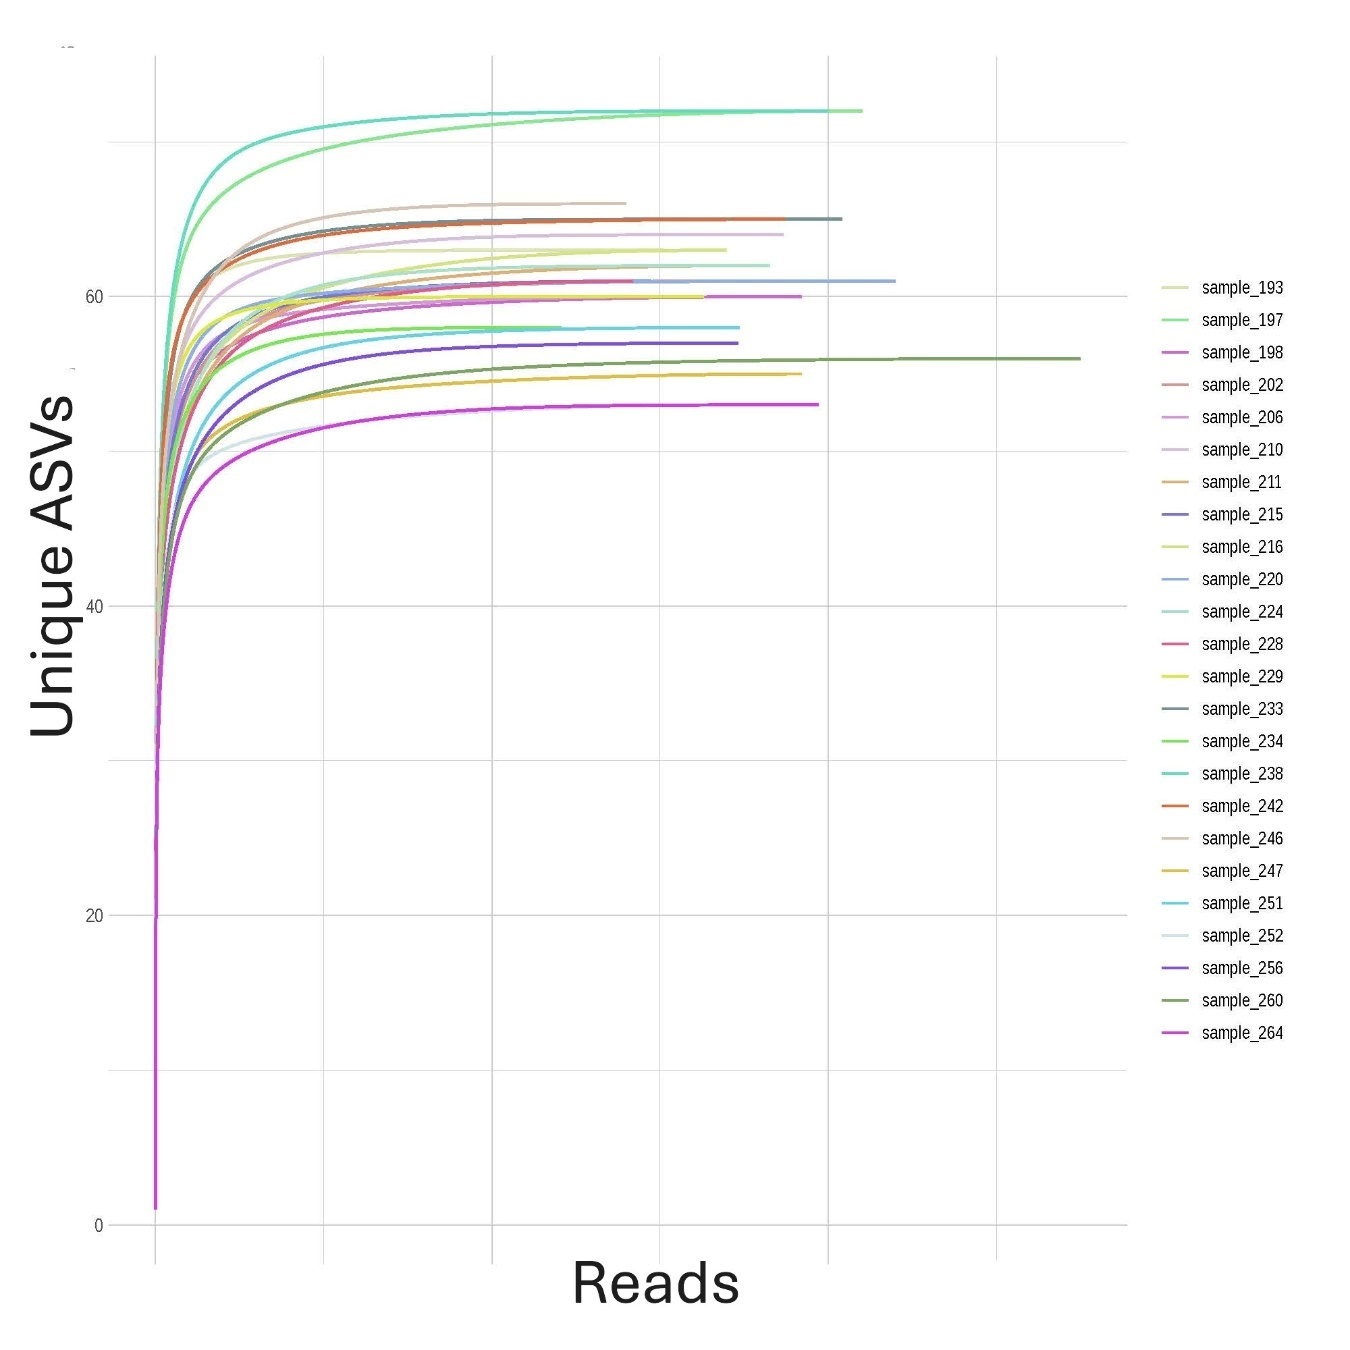 Unique ASVs
60
40
20
0
Reads
sample_193
sample_197
sample_198
sample_202
sample_206
sample_210
sample_211
sample_215
sample_216
sample_220
sample_224
sample_228
sample_229
sample_233
sample_234
sample_238
sample_242
sample_246
sample_247
sample_251
sample_252
sample_256
sample_260
sample_264